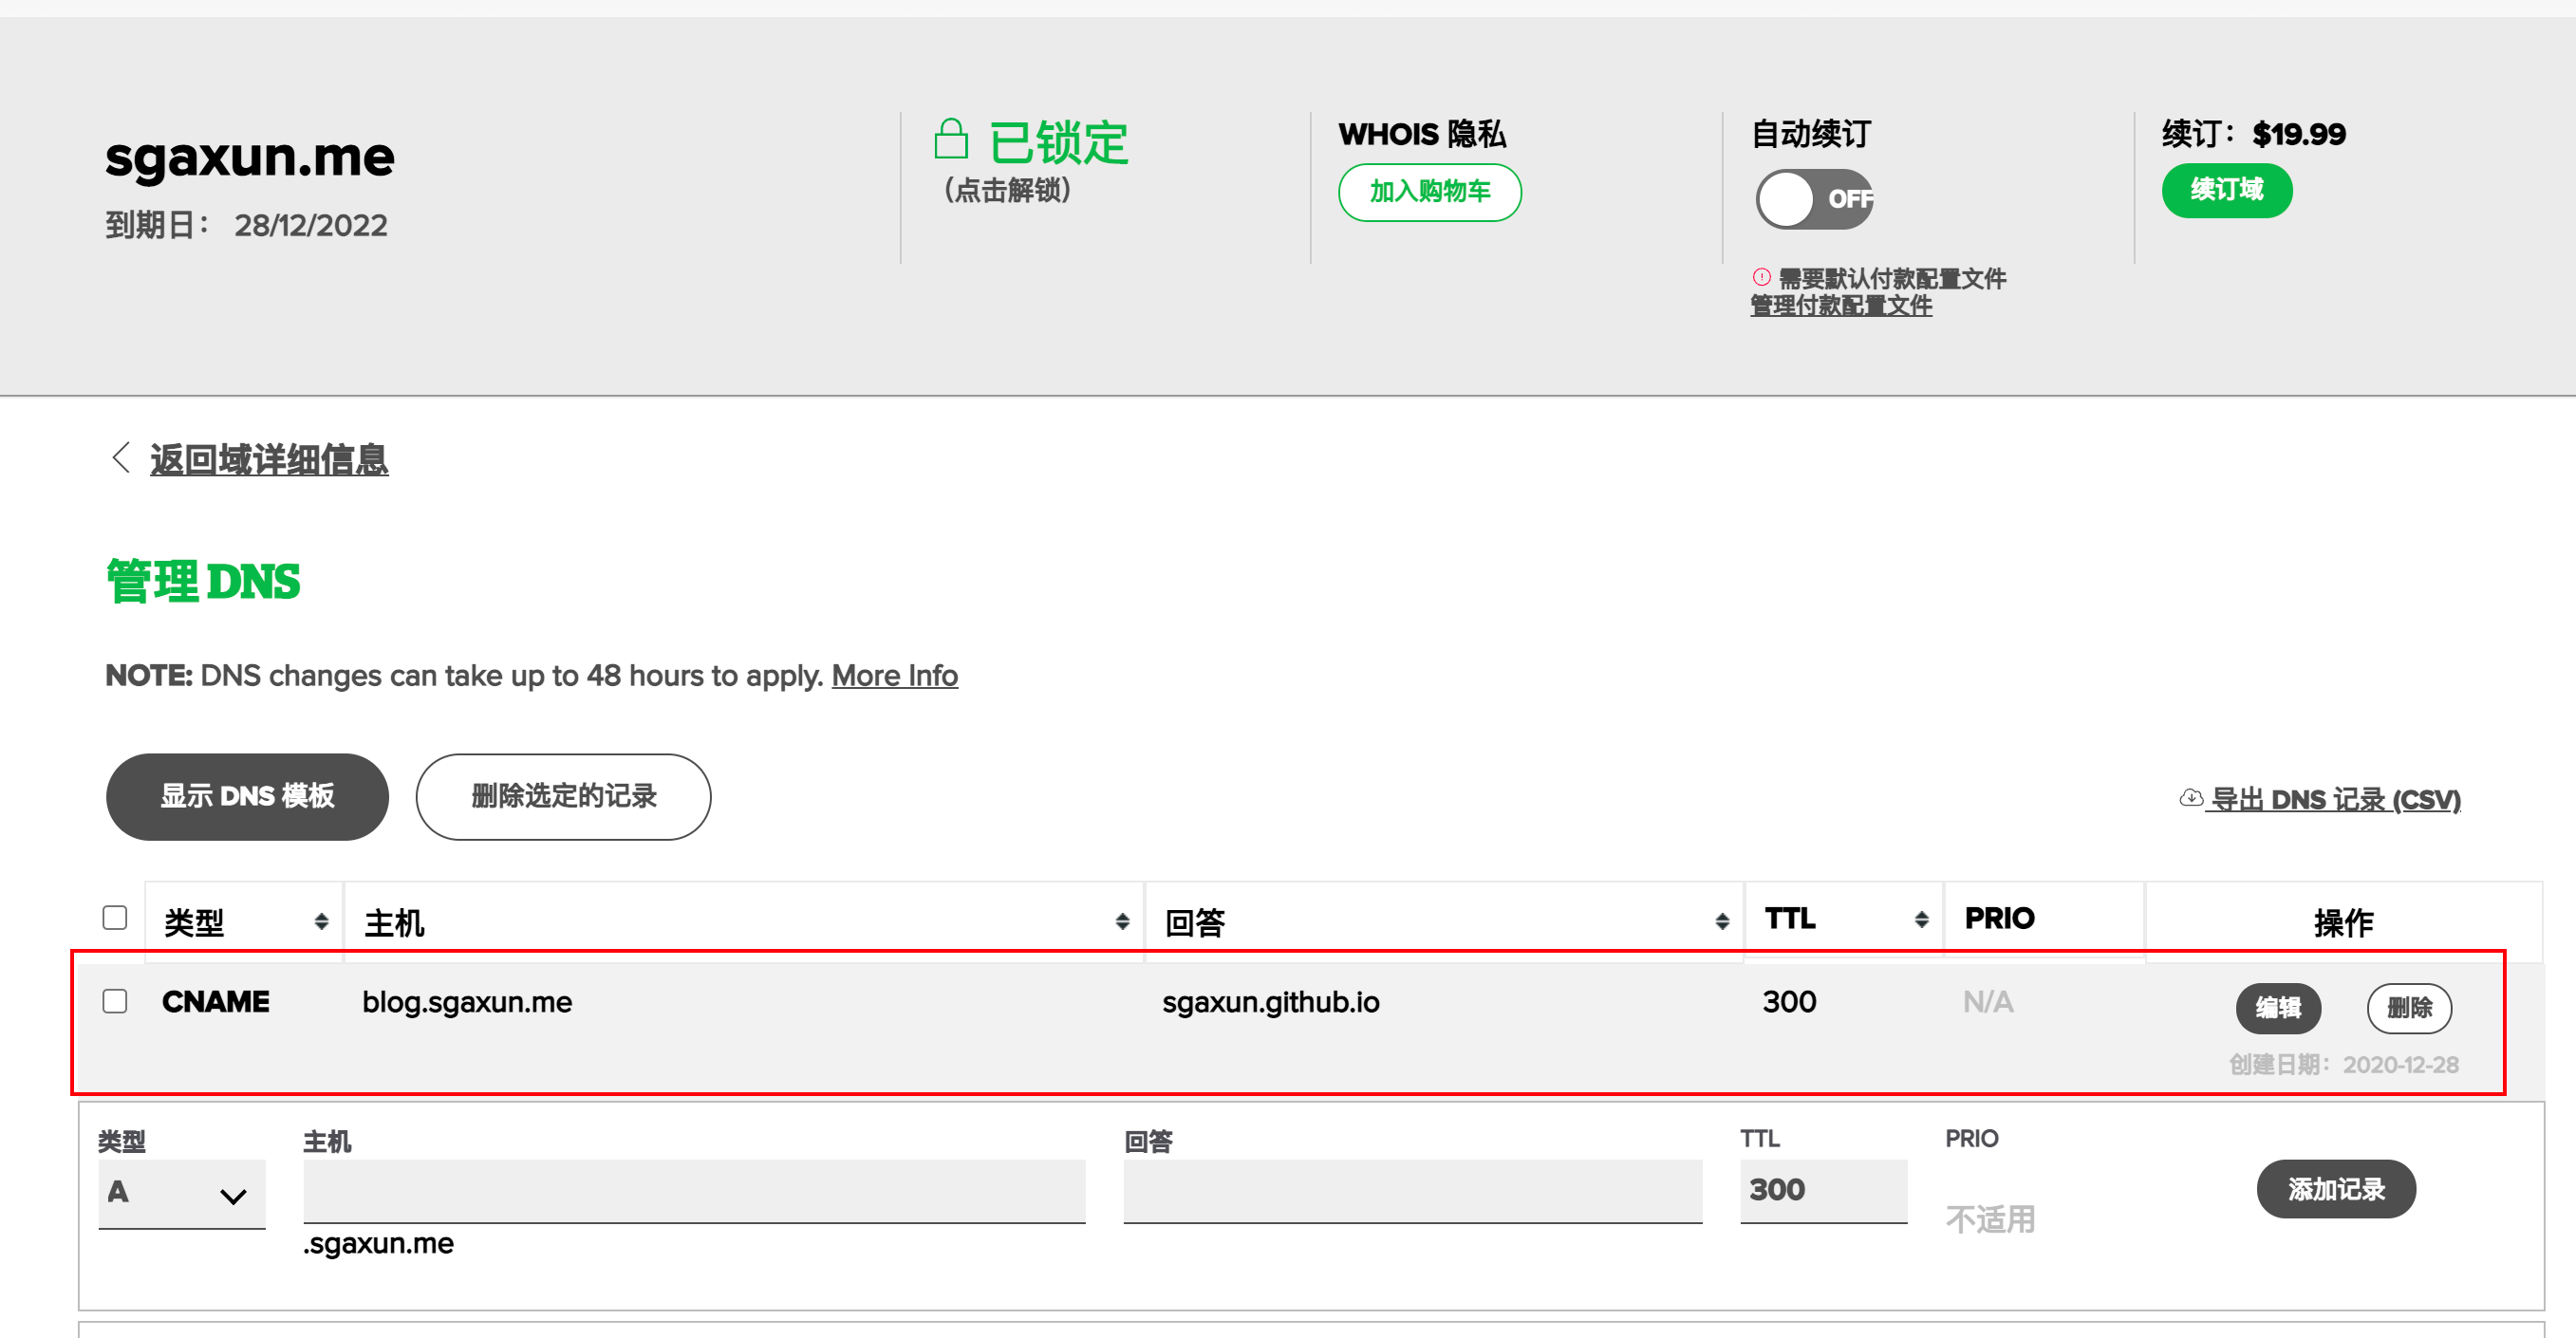 sgaxun.me
到期日： 28/12/2022
已锁定
（点击解锁）
WHOIS 隐私
加入购物车
自动续订
OFF
需要默认付款配置文件
管理付款配置文件
续订：$19.99
续订域
返回域详细信息
管理 DNS
NOTE: DNS changes can take up to 48 hours to apply. More Info
显示 DNS 模板
删除选定的记录
导出 DNS 记录 (CSV)
类型 主机 回答 TTL PRIO 操作
CNAME blog.sgaxun.me sgaxun.github.io 300 N/A 编辑 删除
创建日期：2020-12-28
类型 主机 回答 TTL PRIO
A 300 不适用 添加记录
.sgaxun.me